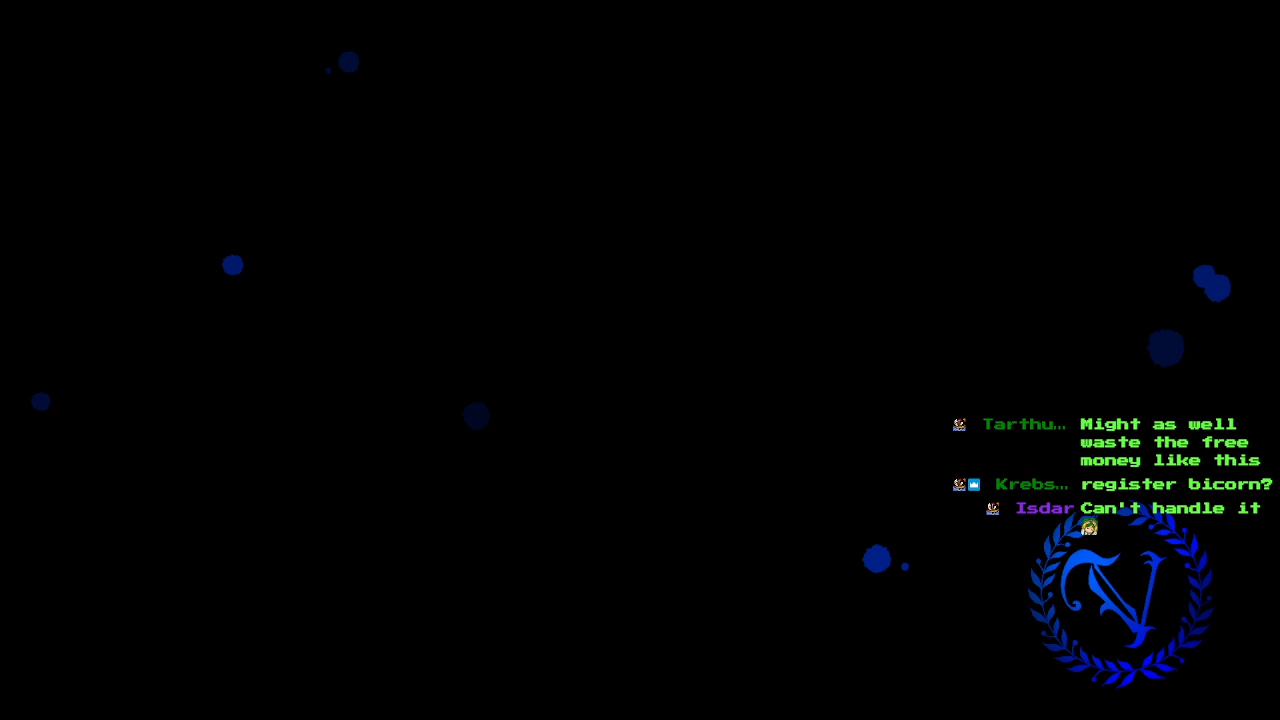 Tarthu… Might as well
waste the free
money like this
Krebs… register bicorn?
Isdar Can't handle it
N